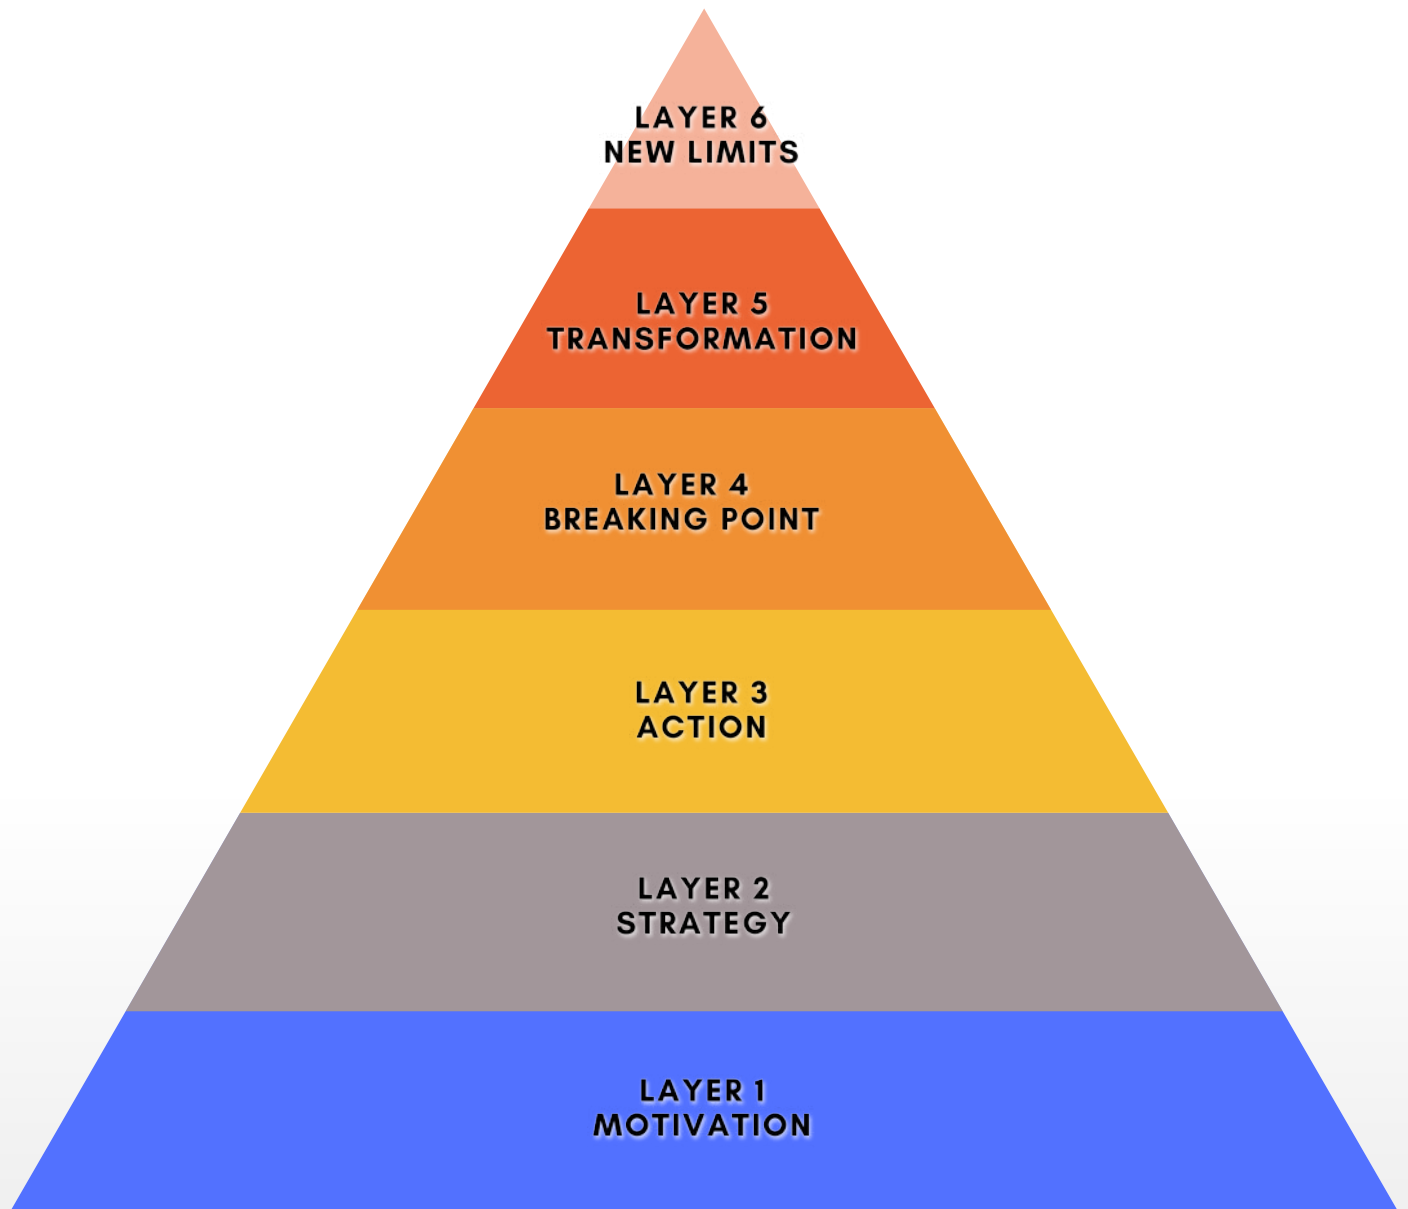 LAYER 6
NEW LIMITS
LAYER 5
TRANSFORMATION
LAYER 4
BREAKING POINT
LAYER 3
ACTION
LAYER 2
STRATEGY
LAYER 1
MOTIVATION